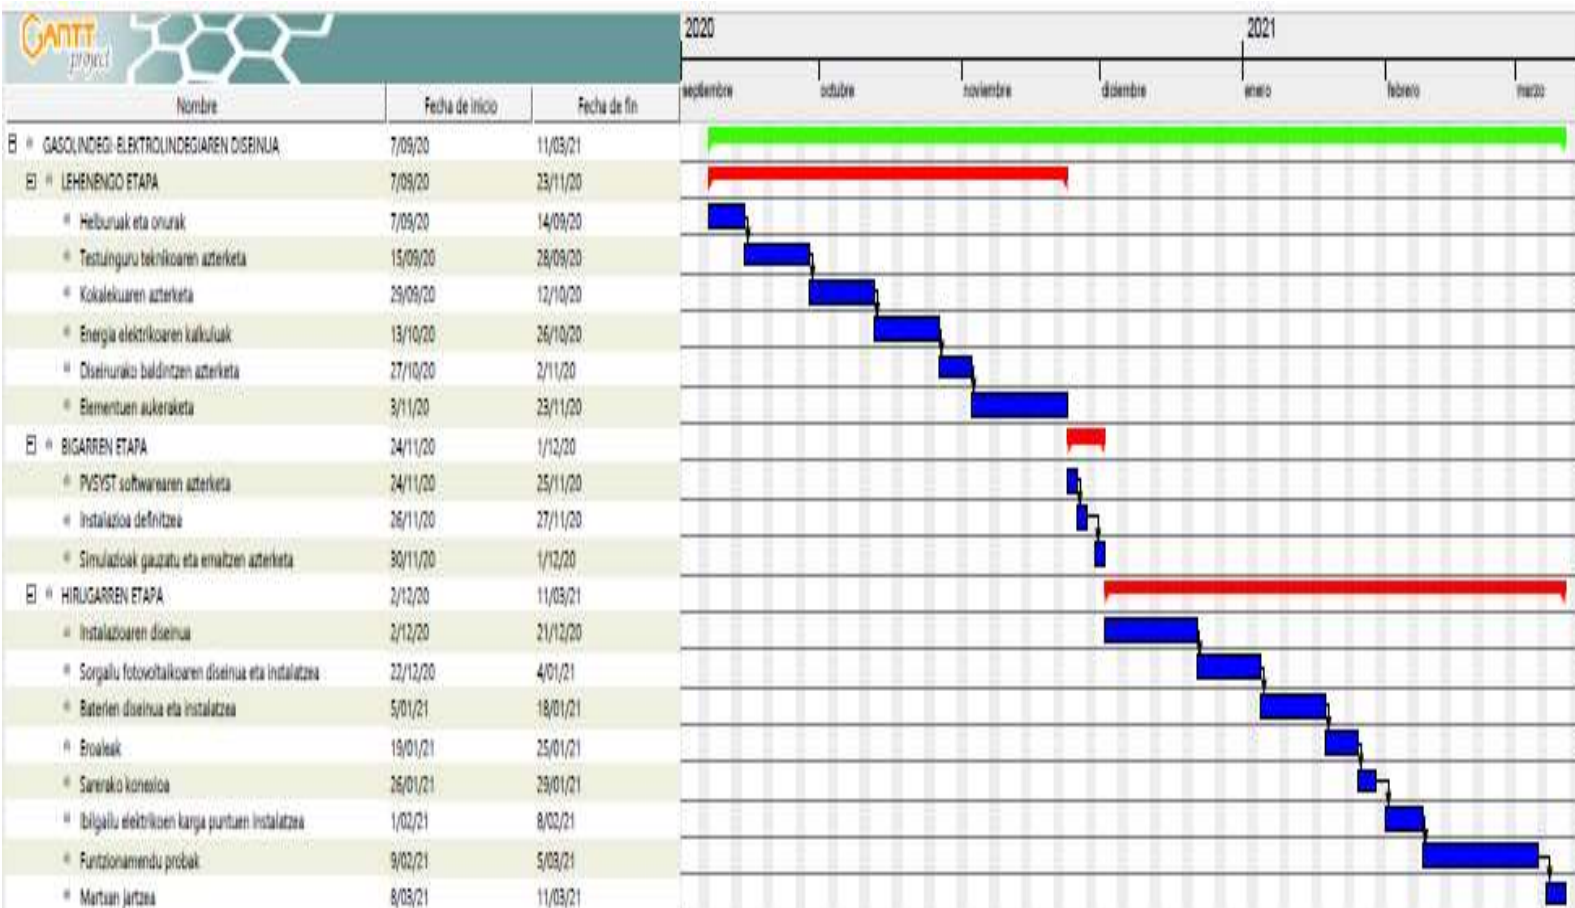 GANTT
project
2020 2021
septiembre octubre noviembre diciembre enero febrero marzo
Nombre Fecha de inicio Fecha de fin
GASOLINDEGI-ELEKTROLINDEGIAREN DISEINUA 7/09/20 11/03/21
LEHENENGO ETAPA 7/09/20 23/11/20
Helburuak eta onurak 7/09/20 14/09/20
Testuinguru teknikoaren azterketa 15/09/20 28/09/20
Kokalekuaren azterketa 29/09/20 12/10/20
Energia elektrikoaren kalkuluak 13/10/20 26/10/20
Diseinurako baldintzen azterketa 27/10/20 2/11/20
Elementuen aukeraketa 3/11/20 23/11/20
BIGARREN ETAPA 24/11/20 1/12/20
PVSYST softwarearen azterketa 24/11/20 25/11/20
Instalazioa definitzea 26/11/20 27/11/20
Simulazioak gauzatu eta emaitzen azterketa 30/11/20 1/12/20
HIRUGARREN ETAPA 2/12/20 11/03/21
Instalazioaren diseinua 2/12/20 21/12/20
Sorgailu fotovoltaikoaren diseinua eta instalatzea 22/12/20 4/01/21
Baterien diseinua eta instalatzea 5/01/21 18/01/21
Eroaleak 19/01/21 25/01/21
Sarerako konexioa 26/01/21 29/01/21
Ibilgailu elektrikoen karga puntuen instalatzea 1/02/21 8/02/21
Funtzionamendu probak 9/02/21 5/03/21
Martxan jartzea 8/03/21 11/03/21